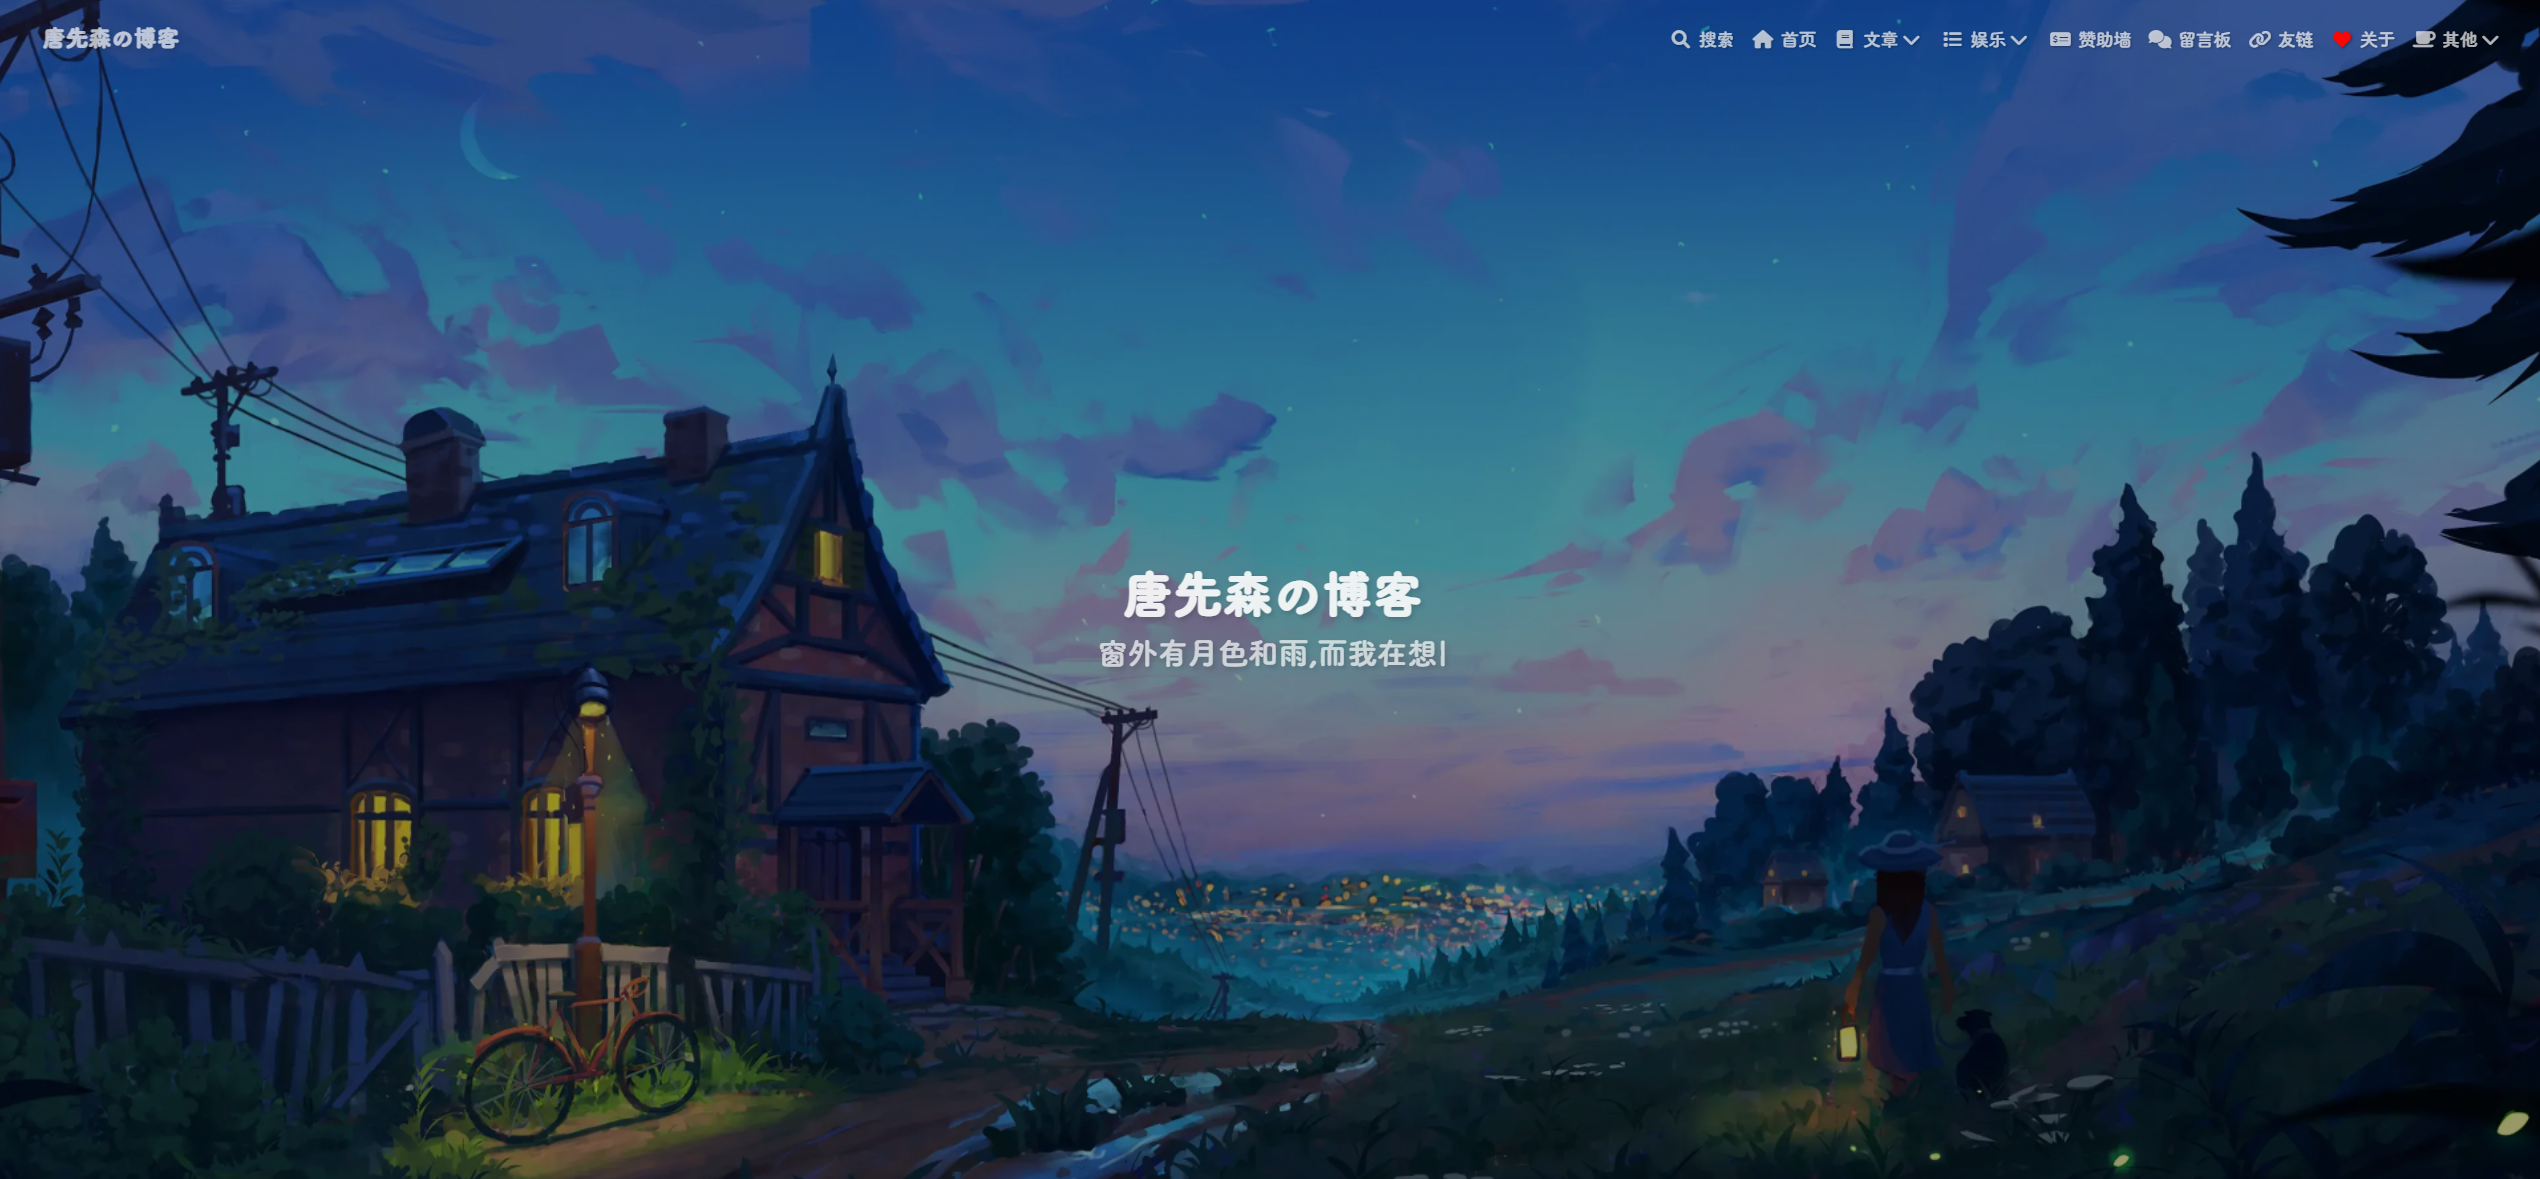 唐先森の博客
搜索 首页 文章 娱乐 赞助墙 留言板 友链 关于 其他
唐先森の博客
窗外有月色和雨,而我在想|